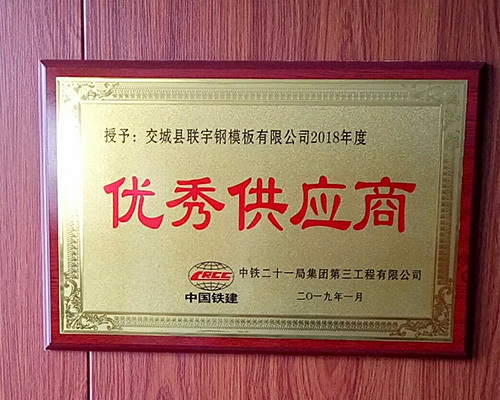 授予：交城县联宇钢模板有限公司2018年度
优秀供应商
CRCC
中国铁建
中铁二十一局集团第三工程有限公司
二〇一九年一月